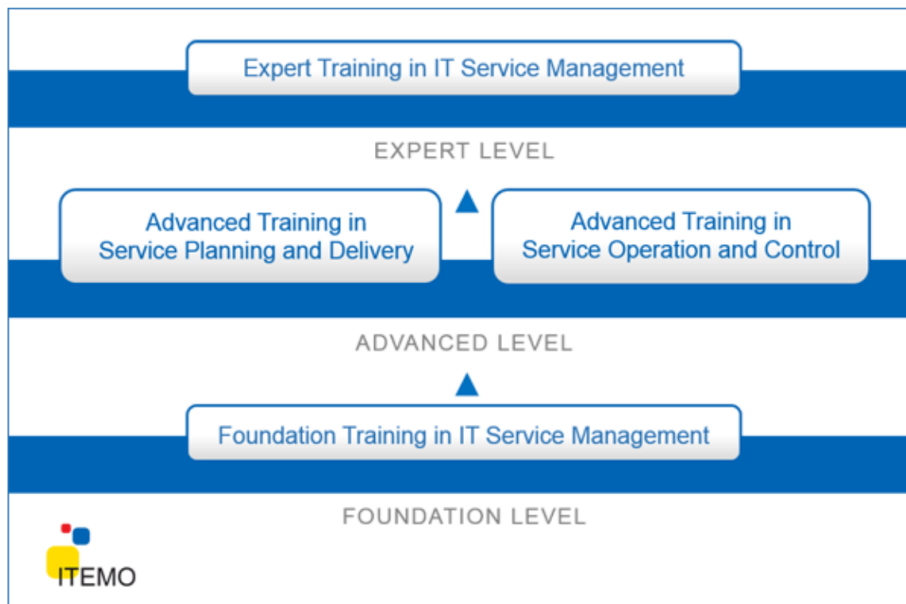 Expert Training in IT Service Management
EXPERT LEVEL
Advanced Training in
Service Planning and Delivery
Advanced Training in
Service Operation and Control
ADVANCED LEVEL
Foundation Training in IT Service Management
FOUNDATION LEVEL
ITEMO